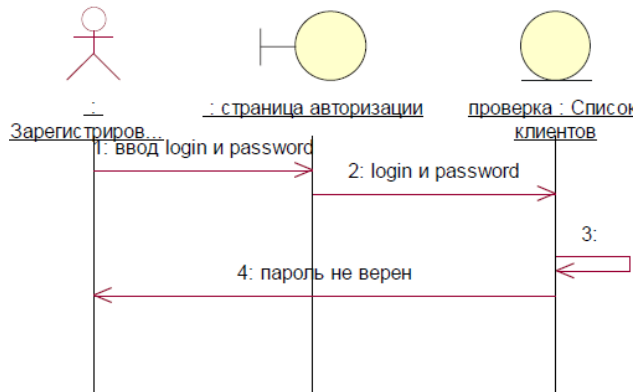 :
Зарегистриров...
: страница авторизации
проверка : Список
клиентов
1: ввод login и password
2: login и password
3:
4: пароль не верен